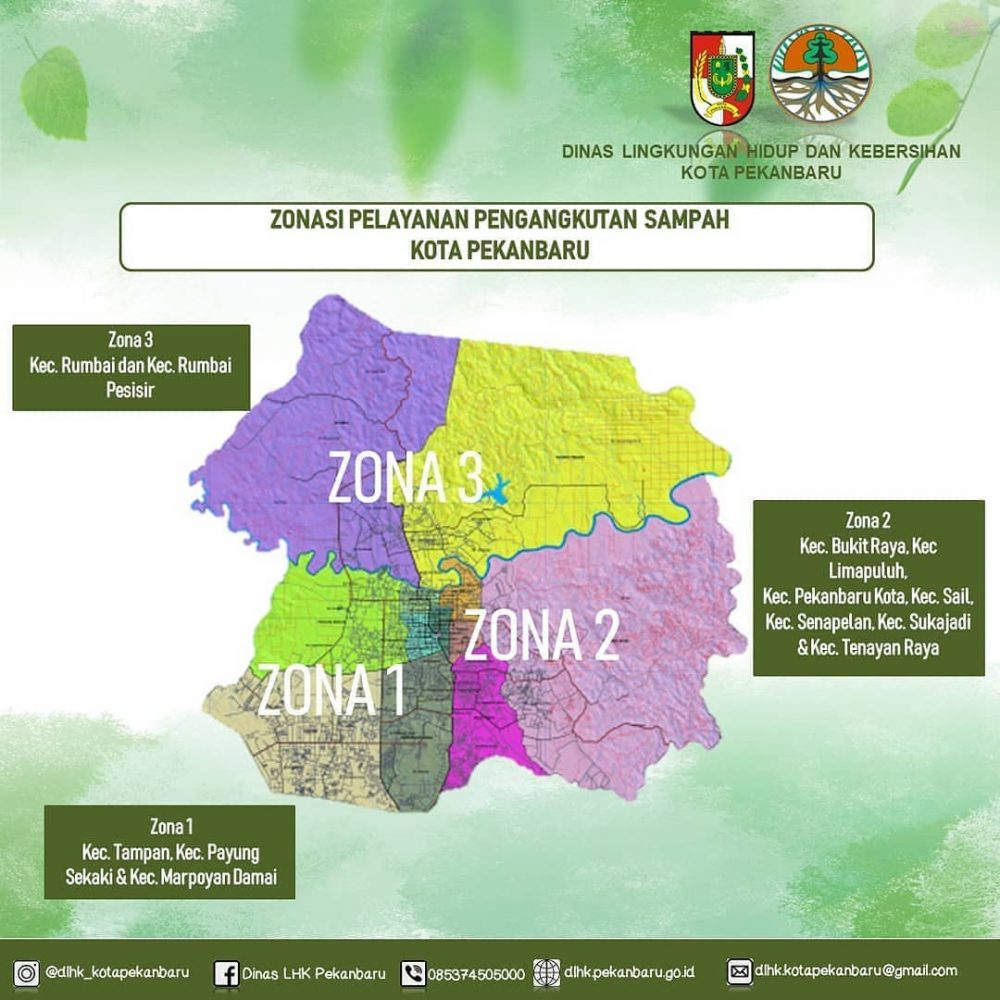 DINAS LINGKUNGAN HIDUP DAN KEBERSIHAN
KOTA PEKANBARU
ZONASI PELAYANAN PENGANGKUTAN SAMPAH
KOTA PEKANBARU
Zona 3
Kec. Rumbai dan Kec. Rumbai
Pesisir
ZONA 3
Zona 2
Kec. Bukit Raya, Kec
Limapuluh,
Kec. Pekanbaru Kota, Kec. Sail,
Kec. Senapelan, Kec. Sukajadi
& Kec. Tenayan Raya
ZONA 2
ZONA 1
Zona 1
Kec. Tampan, Kec. Payung
Sekaki & Kec. Marpoyan Damai
@dlhk_kotapekanbaru
Dinas LHK Pekanbaru
085374505000
dlhk.pekanbaru.go.id
dlhk.kotapekanbaru@gmail.com